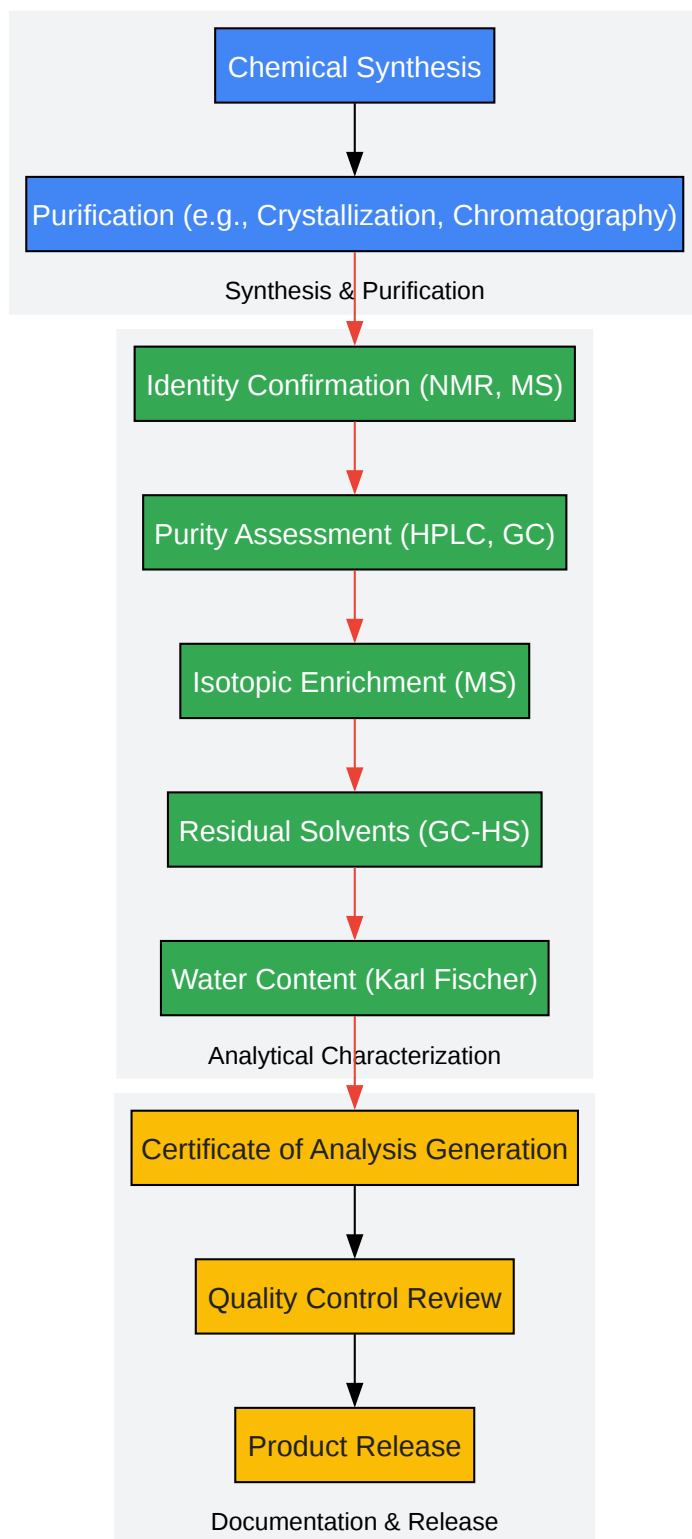 Chemical Synthesis
Purification (e.g., Crystallization, Chromatography)
Synthesis & Purification
Identity Confirmation (NMR, MS)
Purity Assessment (HPLC, GC)
Isotopic Enrichment (MS)
Residual Solvents (GC-HS)
Water Content (Karl Fischer)
Analytical Characterization
Certificate of Analysis Generation
Quality Control Review
Product Release
Documentation & Release